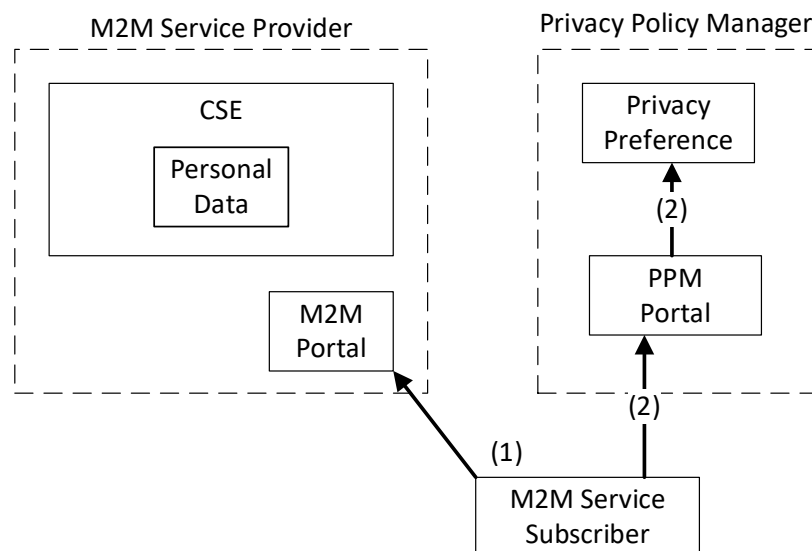 M2M Service Provider
CSE
Personal
Data
M2M
Portal
Privacy Policy Manager
Privacy
Preference
(2)
PPM
Portal
(2)
(1)
M2M Service
Subscriber